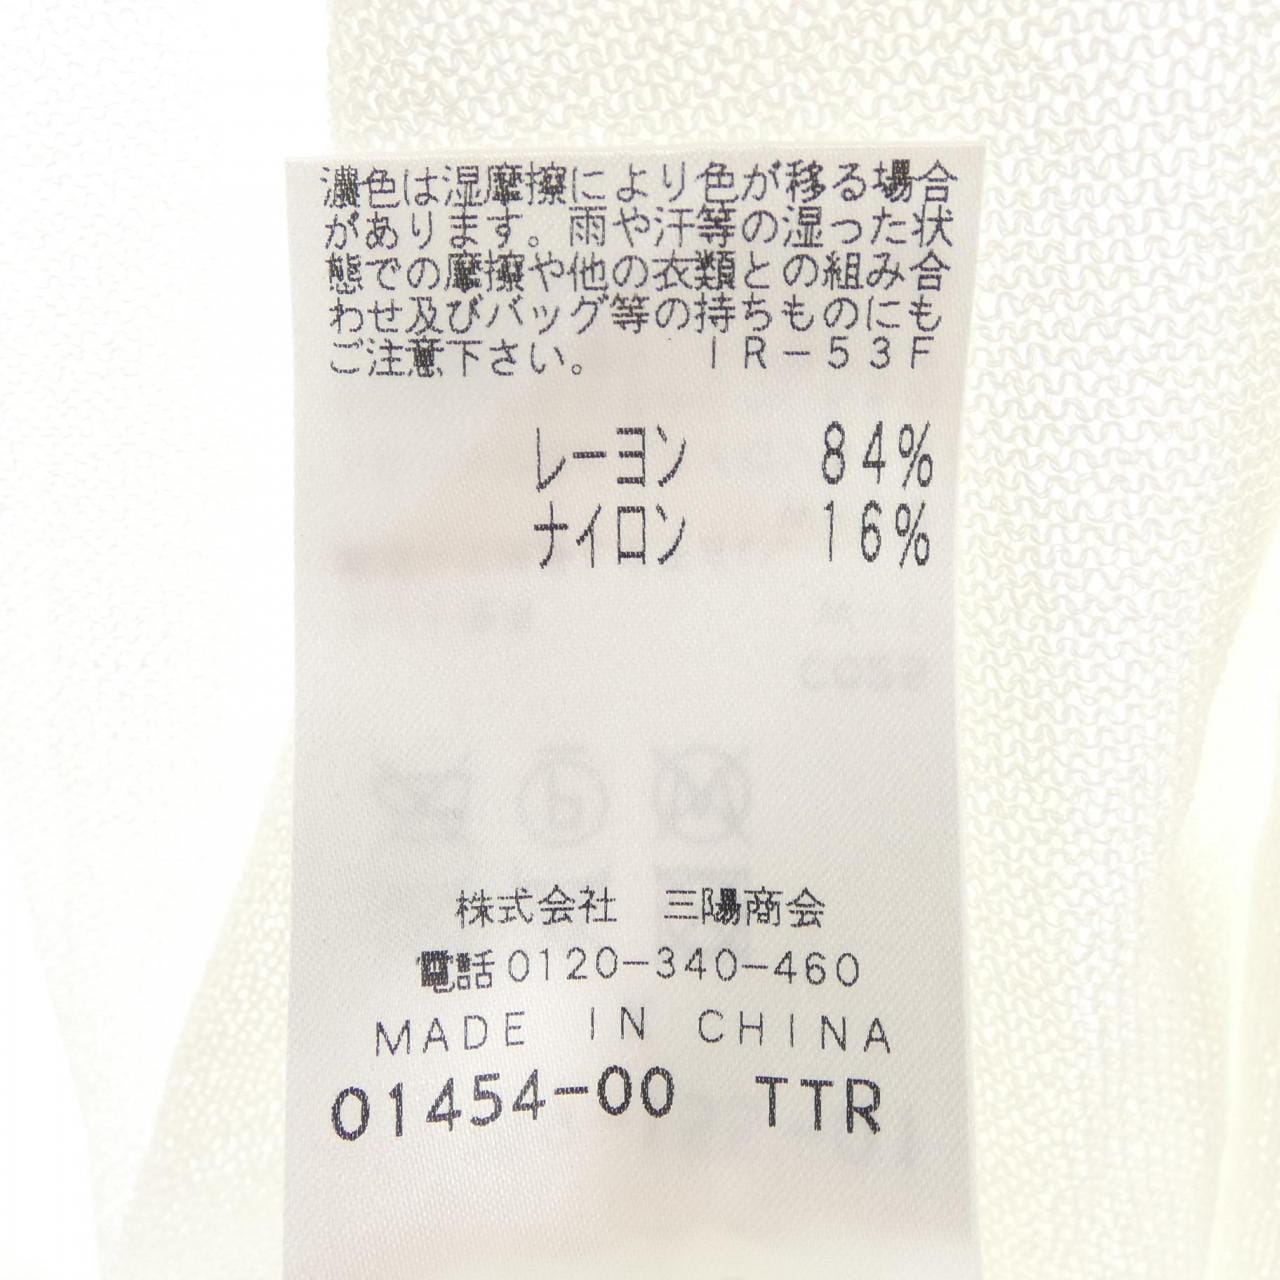 濃色は湿摩擦により色が移る場合
があります。雨や汗等の湿った状
態での摩擦や他の衣類との組み合
わせ及びバッグ等の持ちものにも
ご注意下さい。　　IR-53F
レーヨン　84%
ナイロン　16%
株式会社　三陽商会
電話0120-340-460
MADE IN CHINA
01454-00 TTR